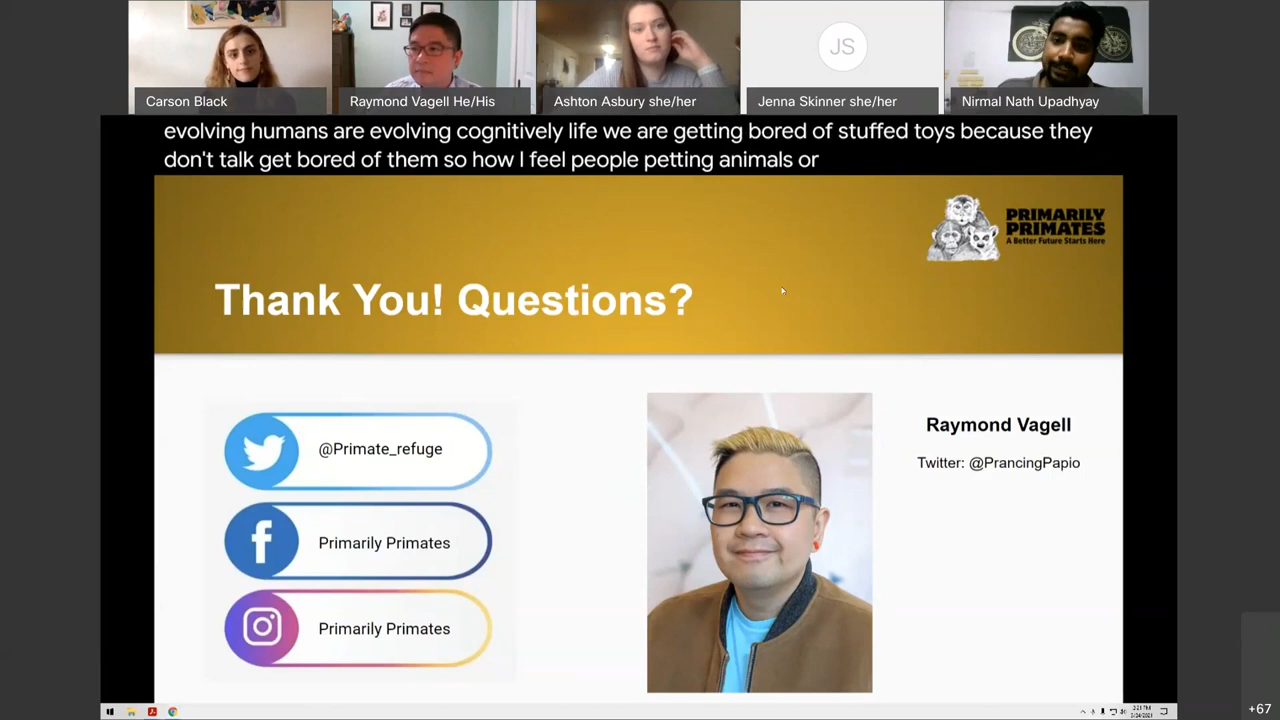 Carson Black
Raymond Vagell He/His
Ashton Asbury she/her
JS
Jenna Skinner she/her
Nirmal Nath Upadhyay
evolving humans are evolving cognitively life we are getting bored of stuffed toys because they
don't talk get bored of them so how I feel people petting animals or
PRIMARILY
PRIMATES
A Better Future Starts Here
Thank You! Questions?
@Primate_refuge
Primarily Primates
Primarily Primates
Raymond Vagell
Twitter: @PrancingPapio
+67